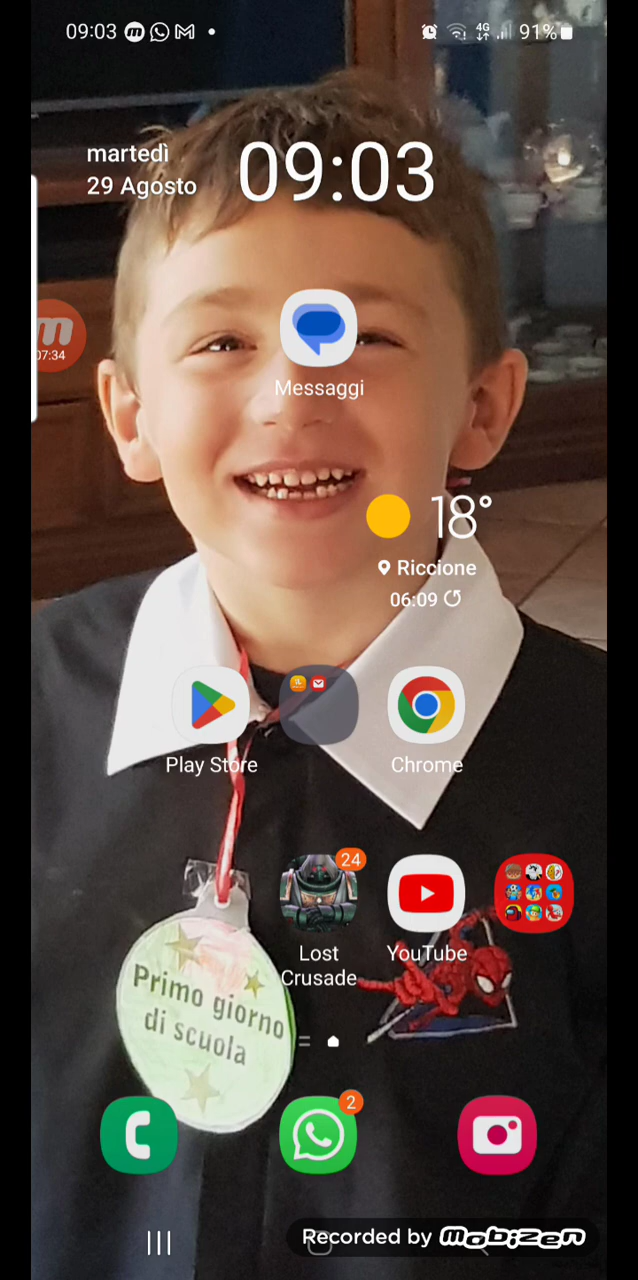 09:03 91%
4G
martedì
29 Agosto
09:03
07:34
Messaggi
18°
Riccione
06:09
Play Store
Chrome
24
Lost
Crusade
YouTube
Primo giorno
di scuola
2
Recorded by mobizen